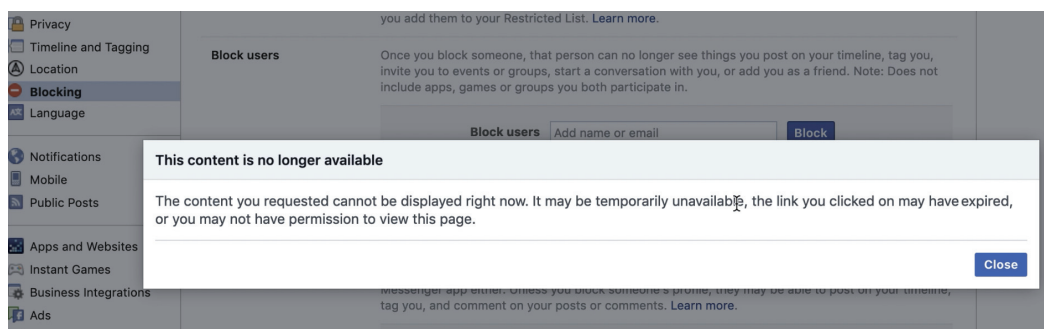 you add them to your Restricted List. Learn more.
Privacy
Timeline and Tagging
Location
Blocking
Language
Notifications
Mobile
Public Posts
Apps and Websites
Instant Games
Business Integrations
Ads
Block users
Once you block someone, that person can no longer see things you post on your timeline, tag you,
invite you to events or groups, start a conversation with you, or add you as a friend. Note: Does not
include apps, games or groups you both participate in.
Block users Add name or email Block
This content is no longer available
The content you requested cannot be displayed right now. It may be temporarily unavailable, the link you clicked on may have expired,
or you may not have permission to view this page.
Close
Messenger app either. Unless you block someone's profile, they may be able to post on your timeline,
tag you, and comment on your posts or comments. Learn more.